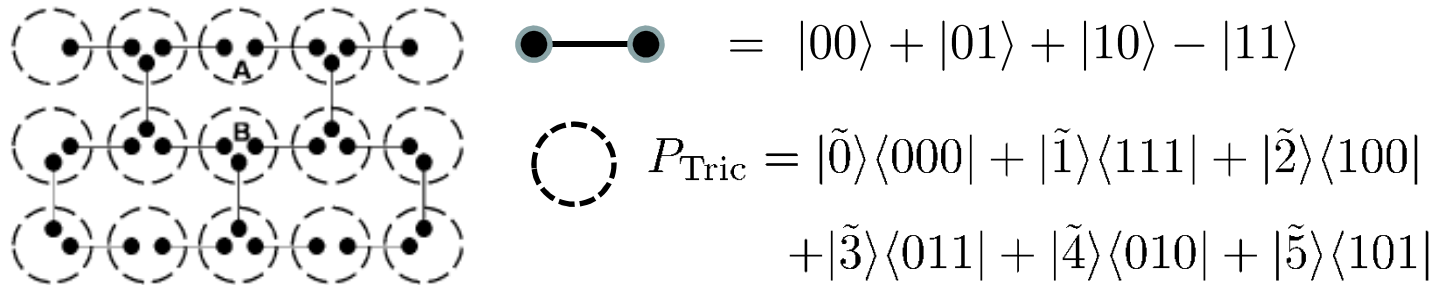 A
B
= |00⟩ + |01⟩ + |10⟩ − |11⟩
P_Tric = |0̃⟩⟨000| + |1̃⟩⟨111| + |2̃⟩⟨100|
+|3̃⟩⟨011| + |4̃⟩⟨010| + |5̃⟩⟨101|